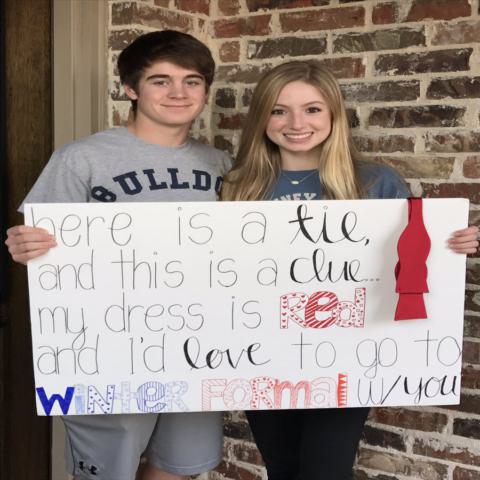 BULLDO
here is a tie,
and this is a clue...
my dress is Red
and I'd love to go to
WINTER FORMAL w/YOU